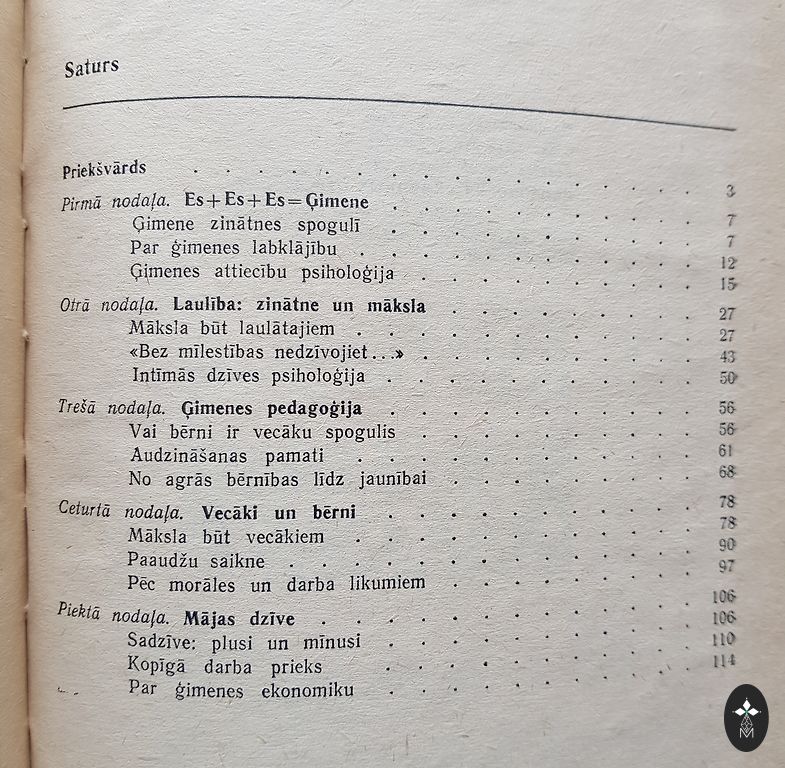 Saturs
Priekšvārds . . . . . . . . . . . . . . . . . 3
Pirmā nodaļa. Es+Es+Es=Ģimene . . . . . . . . . . 7
Ģimene zinātnes spogulī . . . . . . . . . . 7
Par ģimenes labklājību . . . . . . . . . . . 12
Ģimenes attiecību psiholoģija . . . . . . . . . 15
Otrā nodaļa. Laulība: zinātne un māksla . . . . . . . . 27
Māksla būt laulātajiem . . . . . . . . . . . 27
«Bez mīlestības nedzīvojiet...» . . . . . . . . . 43
Intīmās dzīves psiholoģija . . . . . . . . . . 50
Trešā nodaļa. Ģimenes pedagoģija . . . . . . . . . . 56
Vai bērni ir vecāku spogulis . . . . . . . . . 56
Audzināšanas pamati . . . . . . . . . . . 61
No agrās bērnības līdz jaunībai . . . . . . . . 68
Ceturtā nodaļa. Vecāki un bērni . . . . . . . . . . 78
Māksla būt vecākiem . . . . . . . . . . . 78
Paaudžu saikne . . . . . . . . . . . . . 90
Pēc morāles un darba likumiem . . . . . . . . 97
Piektā nodaļa. Mājas dzīve . . . . . . . . . . . . 106
Sadzīve: plusi un mīnusi . . . . . . . . . . 106
Kopīgā darba prieks . . . . . . . . . . . 110
Par ģimenes ekonomiku . . . . . . . . . . 114
M